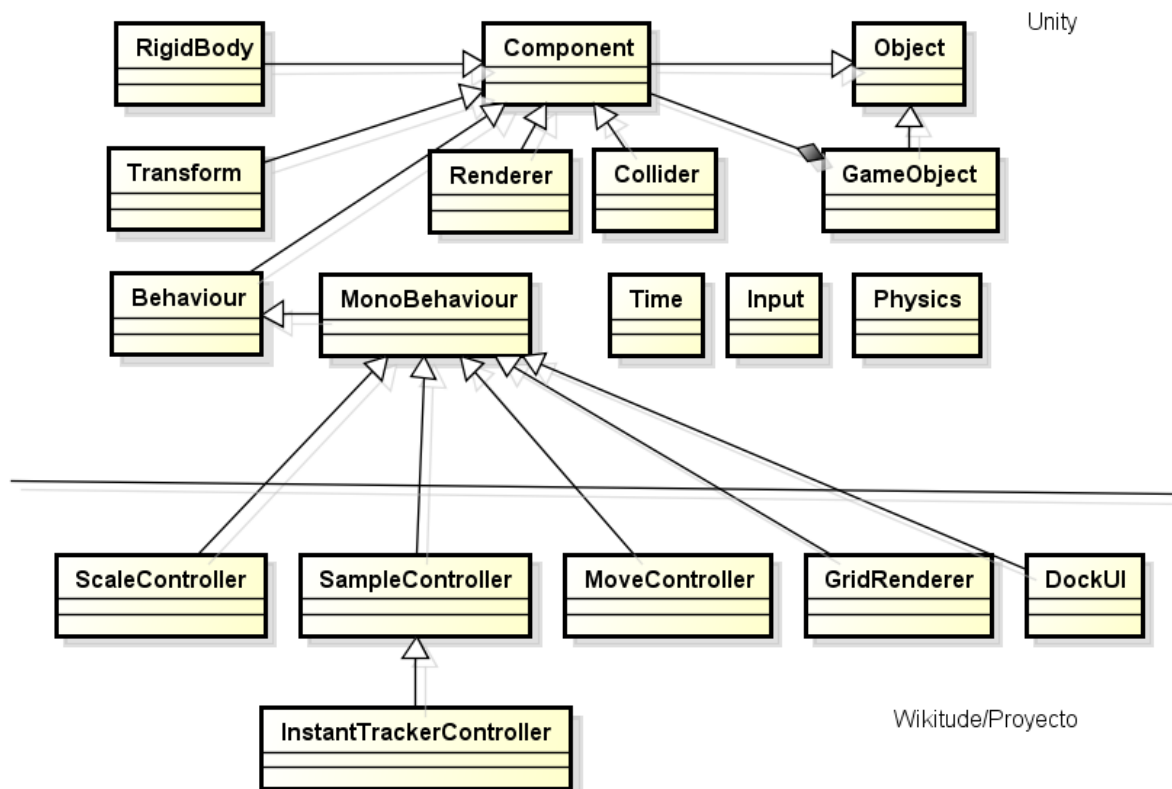 Unity
RigidBody
Component
Object
Transform
Renderer
Collider
GameObject
Behaviour
MonoBehaviour
Time
Input
Physics
ScaleController
SampleController
MoveController
GridRenderer
DockUI
InstantTrackerController
Wikitude/Proyecto